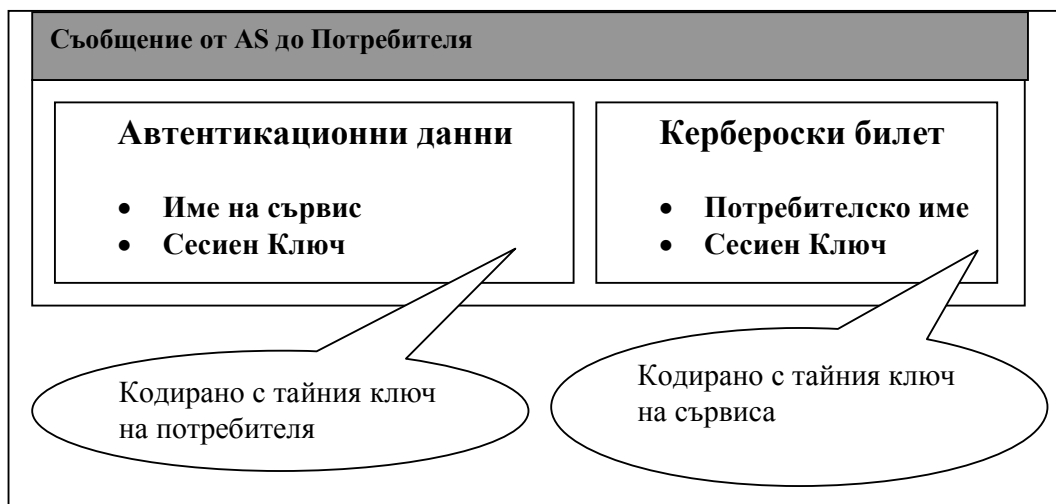 Съобщение от AS до Потребителя
Автентикационни данни
• Име на сървис
• Сесиен Ключ
Кербероски билет
• Потребителско име
• Сесиен Ключ
Кодирано с тайния ключ
на потребителя
Кодирано с тайния ключ
на сървиса